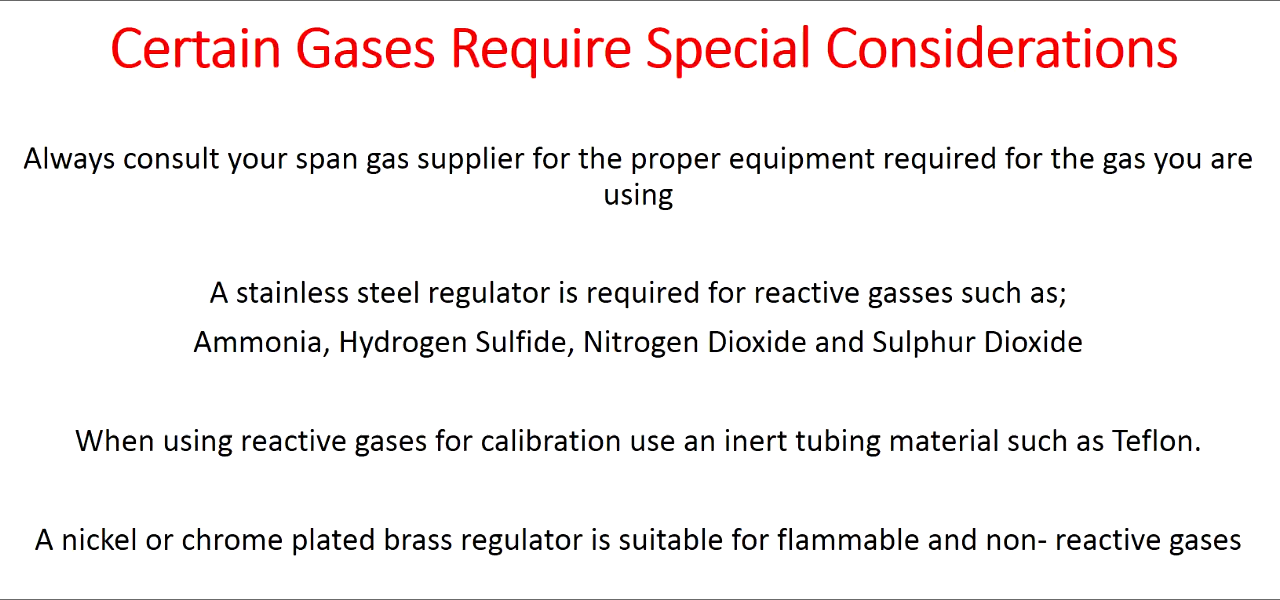 Certain Gases Require Special Considerations
Always consult your span gas supplier for the proper equipment required for the gas you are
using
A stainless steel regulator is required for reactive gasses such as;
Ammonia, Hydrogen Sulfide, Nitrogen Dioxide and Sulphur Dioxide
When using reactive gases for calibration use an inert tubing material such as Teflon.
A nickel or chrome plated brass regulator is suitable for flammable and non- reactive gases